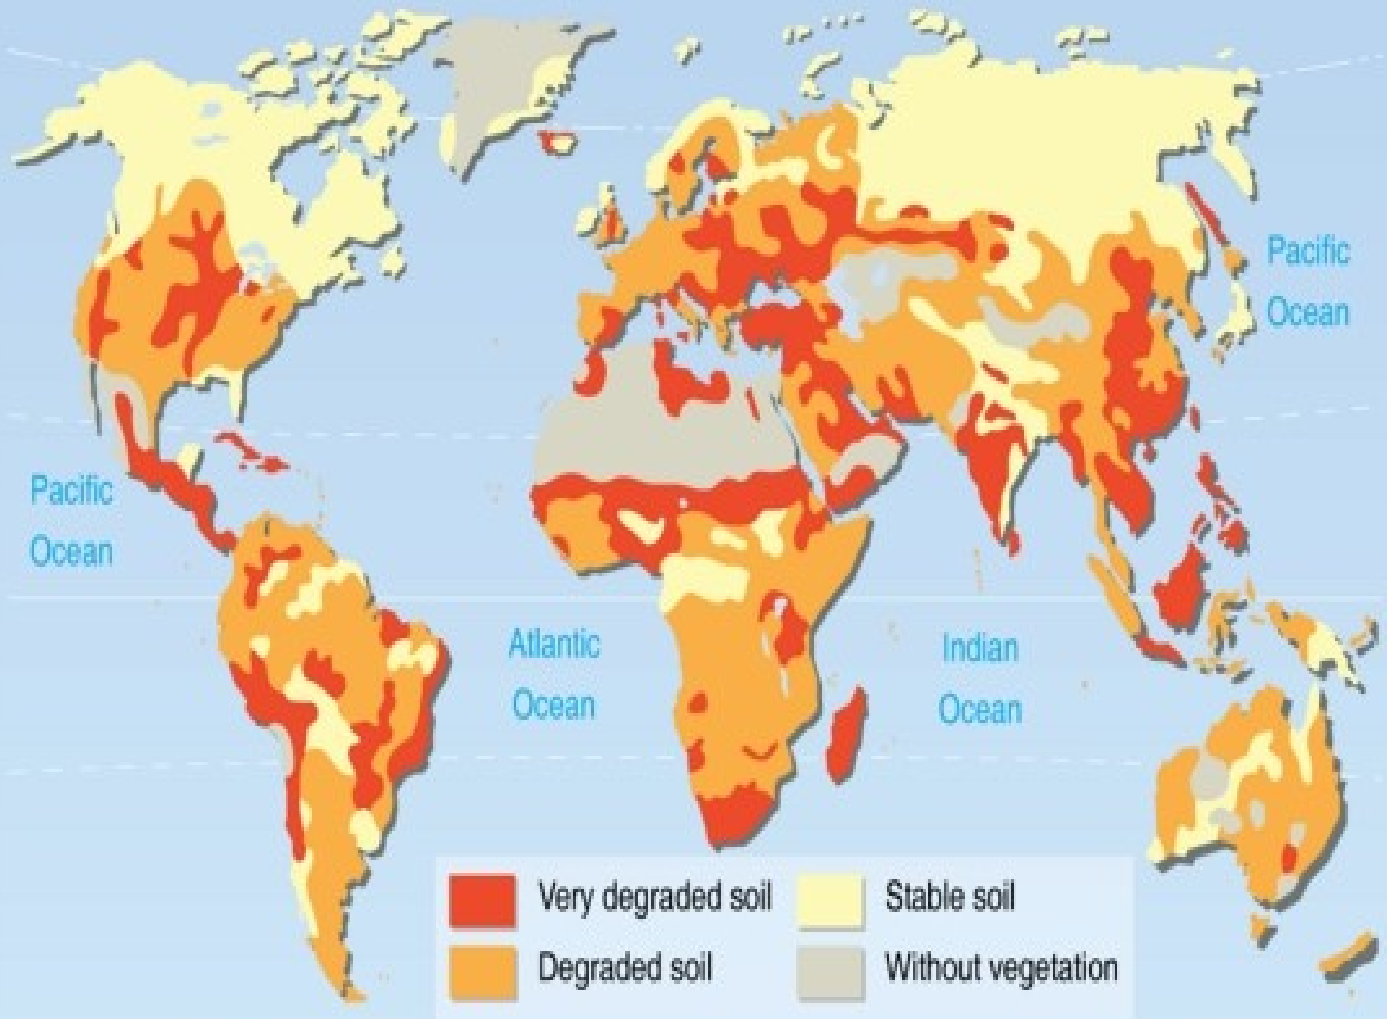 Pacific
Ocean
Pacific
Ocean
Atlantic
Ocean
Indian
Ocean
Very degraded soil
Stable soil
Degraded soil
Without vegetation